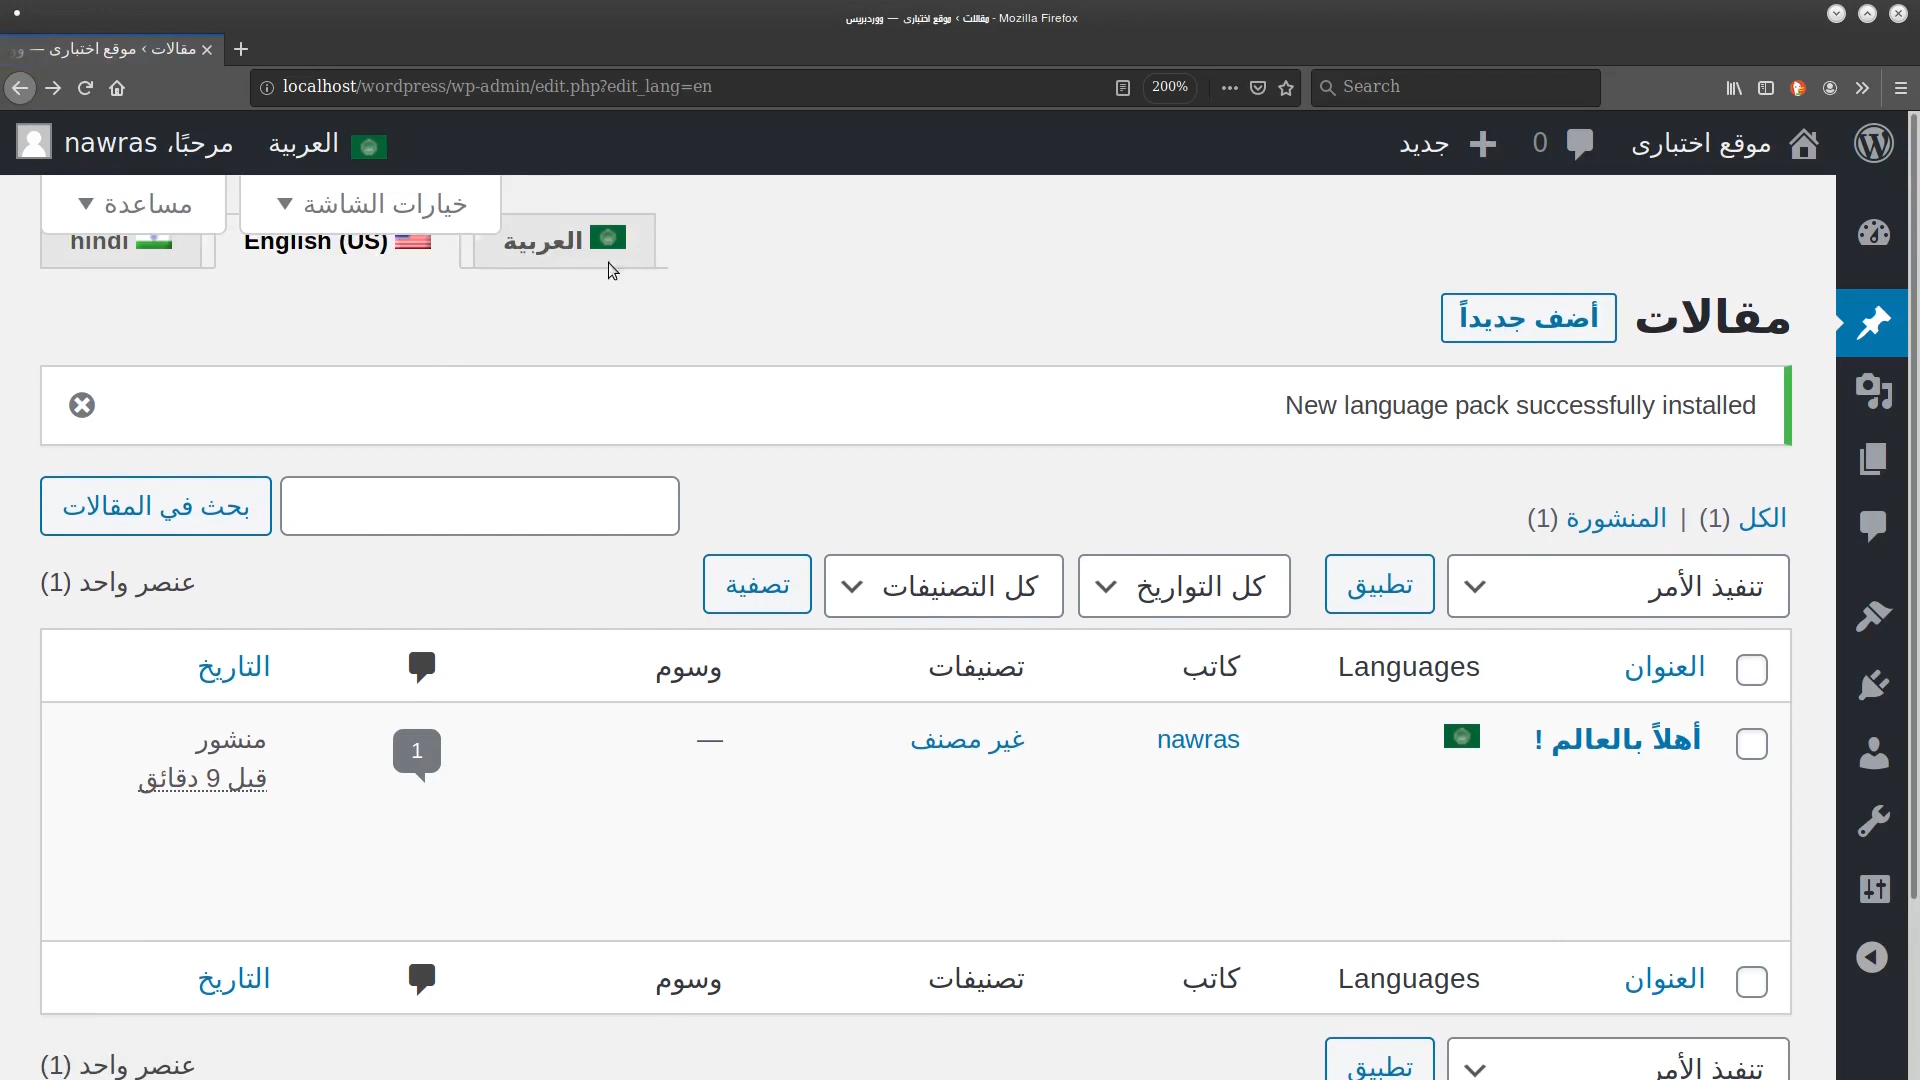 مقالات ‹ موقع اختبارى — ووردبريس - Mozilla Firefox
مقالات ‹ موقع اختبارى — وو
localhost/wordpress/wp-admin/edit.php?edit_lang=en
200%
Search
موقع اختبارى
0
جديد
العربية
مرحبًا، nawras
خيارات الشاشة
مساعدة
العربية
English (US)
hindi
مقالات
أضف جديداً
New language pack successfully installed
الكل (1) | المنشورة (1)
بحث في المقالات
تنفيذ الأمر
تطبيق
كل التواريخ
كل التصنيفات
تصفية
عنصر واحد (1)
العنوان
Languages
كاتب
تصنيفات
وسوم
التاريخ
أهلاً بالعالم !
nawras
غير مصنف
—
1
منشور
قبل 9 دقائق
العنوان
Languages
كاتب
تصنيفات
وسوم
التاريخ
تنفيذ الأمر
تطبيق
عنصر واحد (1)